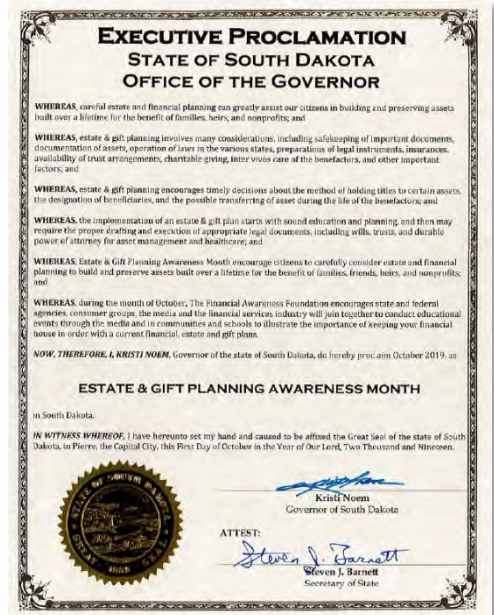 EXECUTIVE PROCLAMATION
STATE OF SOUTH DAKOTA
OFFICE OF THE GOVERNOR
WHEREAS, careful estate and financial planning can greatly assist our citizens in building and preserving assets
built over a lifetime for the benefit of families, heirs, and nonprofits; and
WHEREAS, estate & gift planning involves many considerations, including safekeeping of important documents,
documentation of assets, operation of laws in the various states, preparations of legal instruments, insurances,
availability of trust arrangements, charitable giving, inter vivos care of the benefactors, and other important
factors; and
WHEREAS, estate & gift planning encourages timely decisions about the method of holding titles to certain assets,
the designation of beneficiaries, and the possible transferring of asset during the life of the benefactors; and
WHEREAS, the implementation of an estate & gift plan starts with sound education and planning, and then may
require the proper drafting and execution of appropriate legal documents, including wills, trusts, and durable
power of attorney for asset management and healthcare; and
WHEREAS, Estate & Gift Planning Awareness Month encourage citizens to carefully consider estate and financial
planning to build and preserve assets built over a lifetime for the benefit of families, friends, heirs, and nonprofits;
and
WHEREAS, during the month of October, The Financial Awareness Foundation encourages state and federal
agencies, consumer groups, the media and the financial services industry will join together to conduct educational
events through the media and in communities and schools to illustrate the importance of keeping your financial
house in order with a current financial, estate and gift plans.
NOW, THEREFORE, I, KRISTI NOEM, Governor of the state of South Dakota, do hereby proclaim October 2019, as
ESTATE & GIFT PLANNING AWARENESS MONTH
in South Dakota.
IN WITNESS WHEREOF, I have hereunto set my hand and caused to be affixed the Great Seal of the state of South
Dakota, in Pierre, the Capital City, this First Day of October in the Year of Our Lord, Two Thousand and Nineteen.
STATE OF SOUTH DAKOTA
GREAT SEAL
1889
Kristi Noem
Governor of South Dakota
ATTEST:
Steven J. Barnett
Steven J. Barnett
Secretary of State